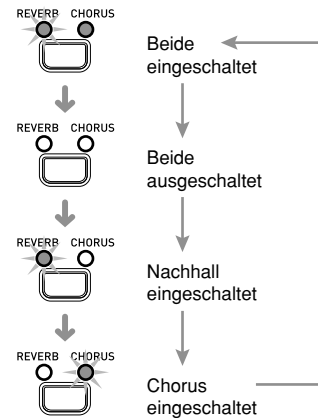 REVERB CHORUS
Beide
eingeschaltet
REVERB CHORUS
Beide
ausgeschaltet
REVERB CHORUS
Nachhall
eingeschaltet
REVERB CHORUS
Chorus
eingeschaltet